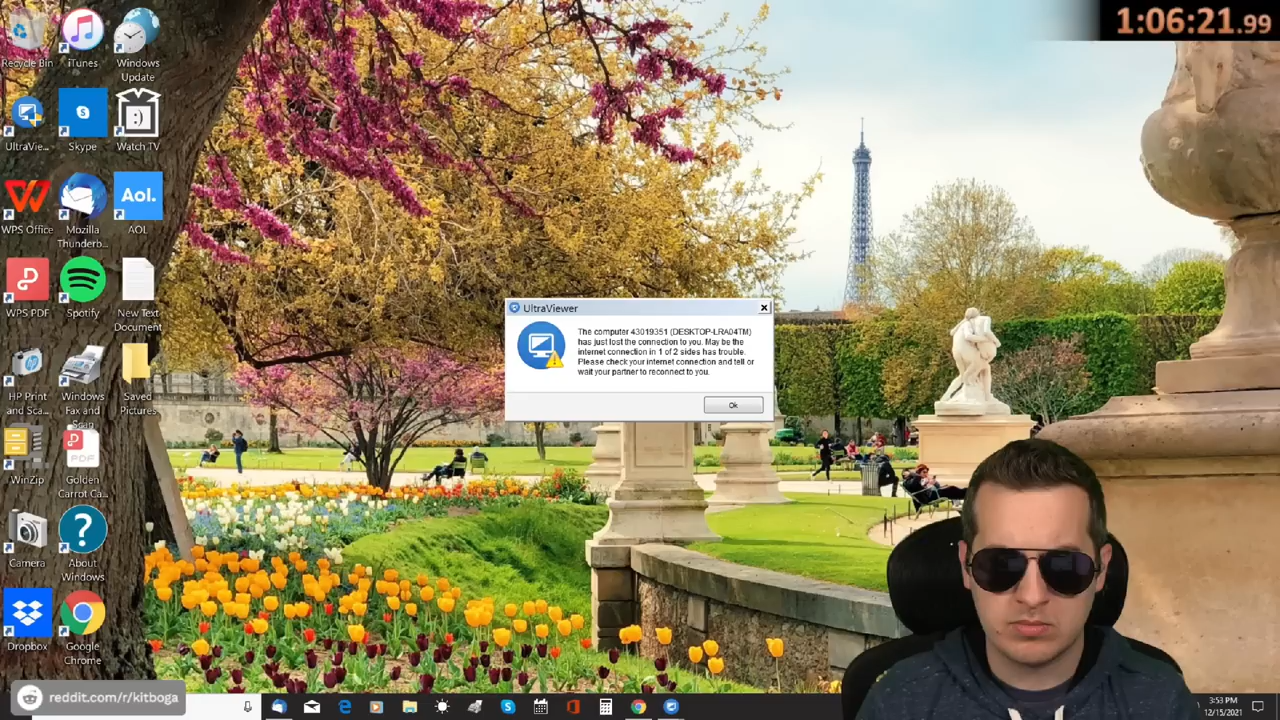 1:06:21.99
Recycle Bin
iTunes
Windows
Update
UltraVie...
Skype
Watch TV
WPS Office
Mozilla
Thunderb...
Aol.
AOL
WPS PDF
Spotify
New Text
Document
HP Print
and Sca...
Windows
Fax and
Scan
Saved
Pictures
WinZip
PDF
Golden
Carrot Ca...
Camera
About
Windows
Dropbox
Google
Chrome
UltraViewer
The computer 43019351 (DESKTOP-LRA04TM)
has just lost the connection to you. May be the
internet connection in 1 of 2 sides has trouble.
Please check your internet connection and tell or
wait your partner to reconnect to you.
Ok
reddit.com/r/kitboga
3:53 PM
12/15/2021